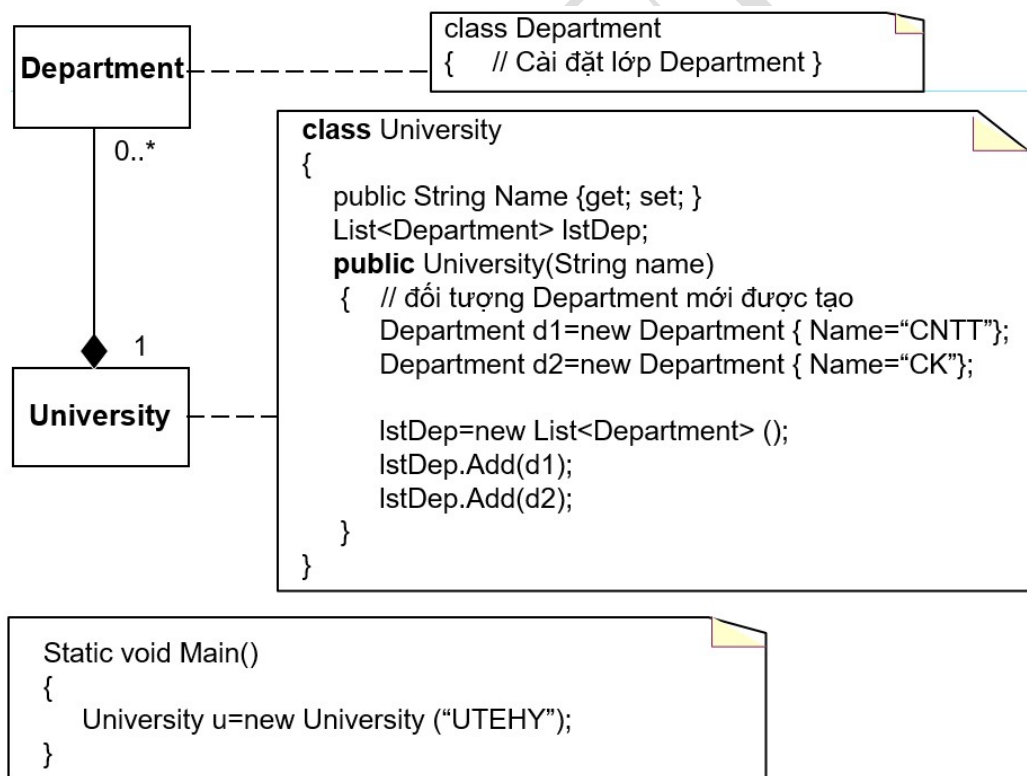 Department
class Department
{ // Cài đặt lớp Department }
0..*
1
University
class University
{
public String Name {get; set; }
List<Department> lstDep;
public University(String name)
{ // đối tượng Department mới được tạo
Department d1=new Department { Name=“CNTT”};
Department d2=new Department { Name=“CK”};
lstDep=new List<Department> ();
lstDep.Add(d1);
lstDep.Add(d2);
}
}
Static void Main()
{
University u=new University (“UTEHY”);
}